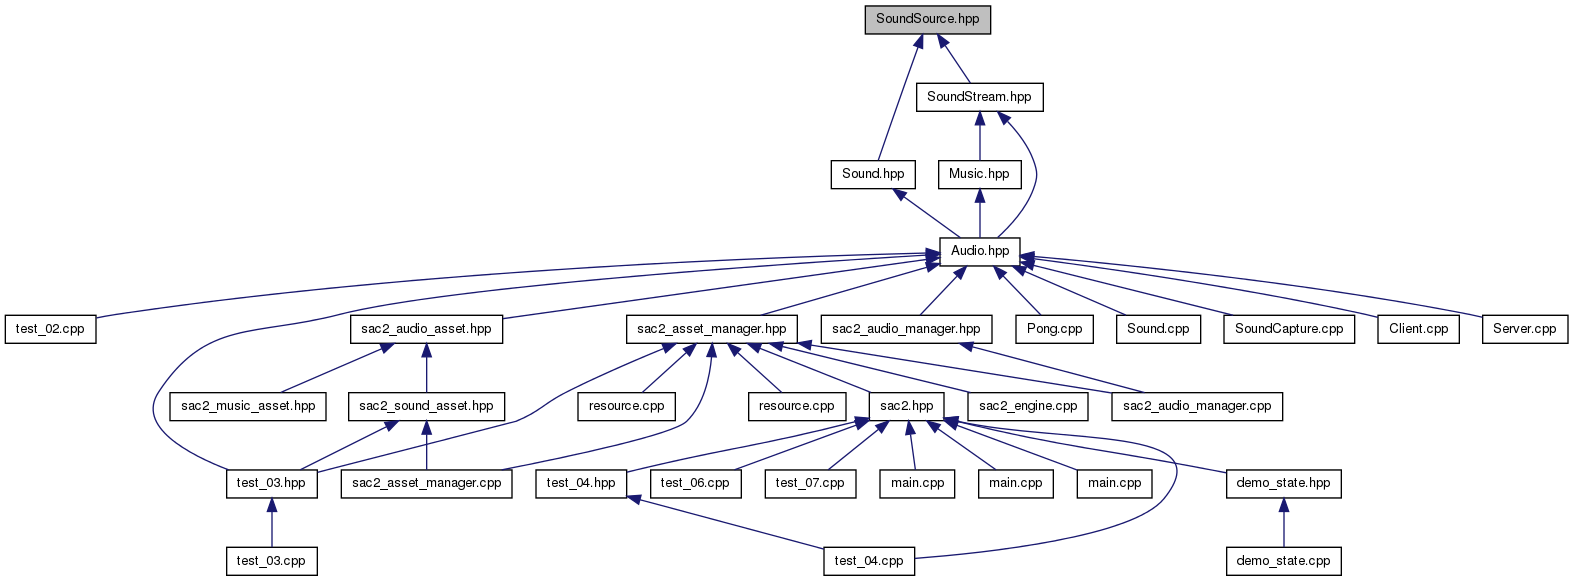 SoundSource.hpp
SoundStream.hpp
Sound.hpp
Music.hpp
Audio.hpp
test_02.cpp
sac2_audio_asset.hpp
sac2_asset_manager.hpp
sac2_audio_manager.hpp
Pong.cpp
Sound.cpp
SoundCapture.cpp
Client.cpp
Server.cpp
sac2_music_asset.hpp
sac2_sound_asset.hpp
resource.cpp
resource.cpp
sac2.hpp
sac2_engine.cpp
sac2_audio_manager.cpp
test_03.hpp
sac2_asset_manager.cpp
test_04.hpp
test_06.cpp
test_07.cpp
main.cpp
main.cpp
main.cpp
demo_state.hpp
test_03.cpp
test_04.cpp
demo_state.cpp